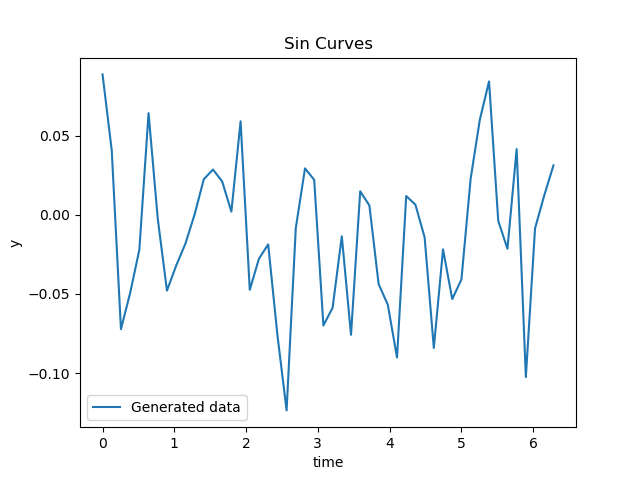 Sin Curves
0.05
0.00
−0.05
−0.10
y
Generated data
0 1 2 3 4 5 6
time